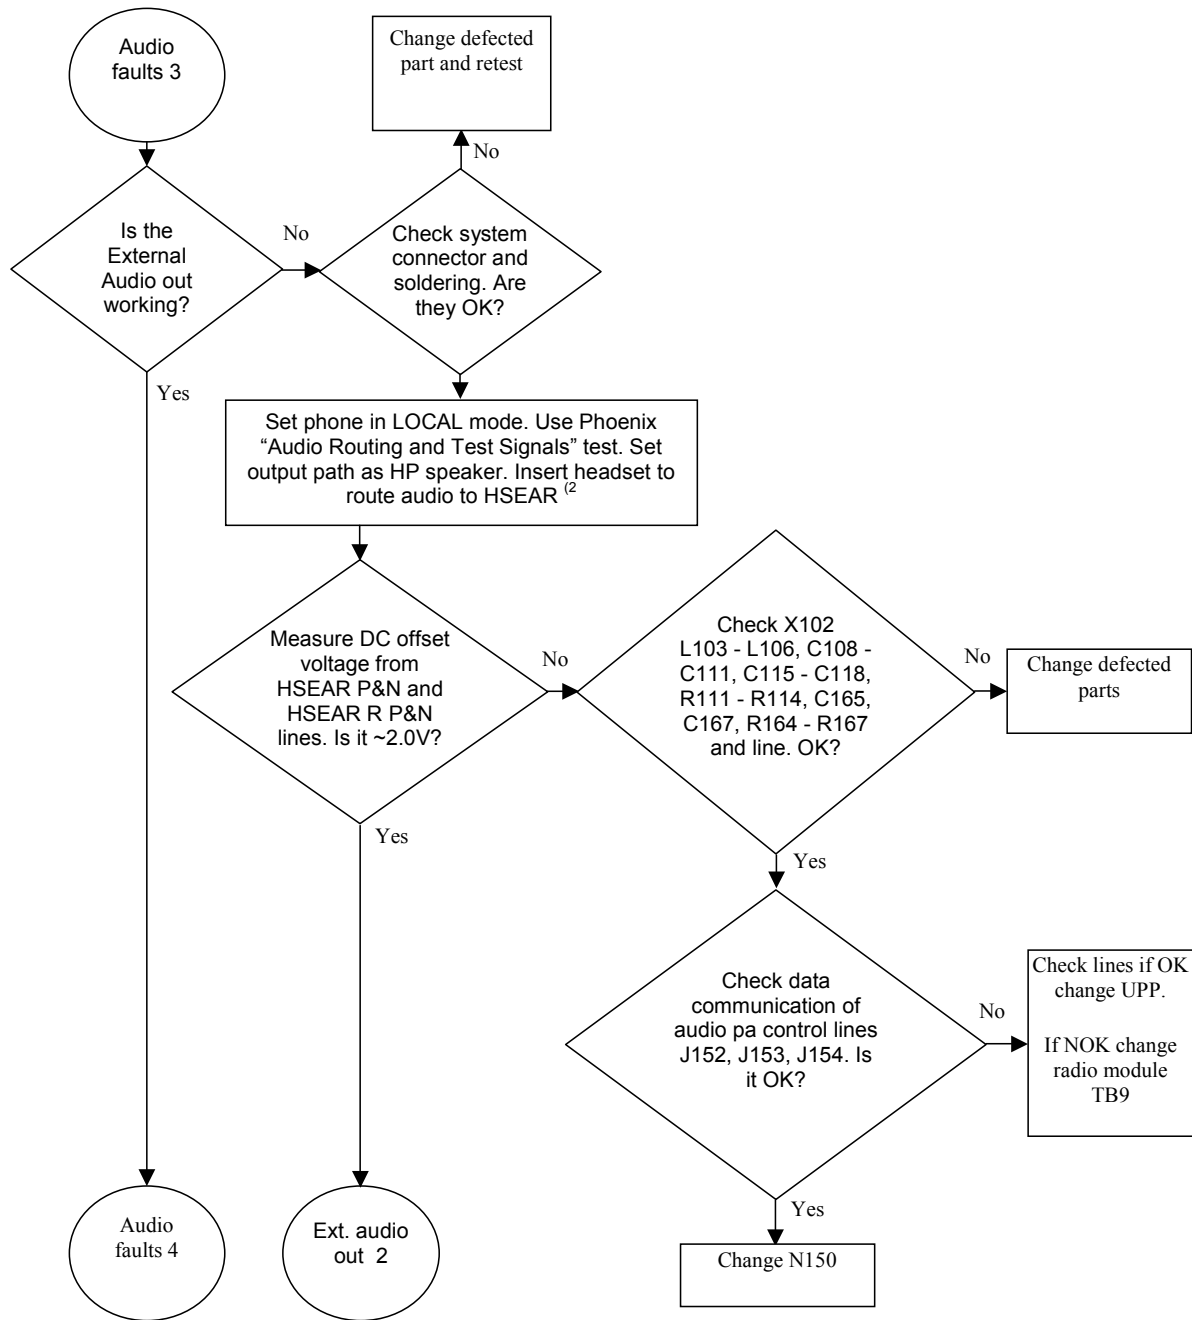 Audio
faults 3
Change defected
part and retest
No
Is the
External
Audio out
working?
No
Check system
connector and
soldering. Are
they OK?
Yes
Set phone in LOCAL mode. Use Phoenix
“Audio Routing and Test Signals” test. Set
output path as HP speaker. Insert headset to
route audio to HSEAR (2
Measure DC offset
voltage from
HSEAR P&N and
HSEAR R P&N
lines. Is it ~2.0V?
No
Check X102
L103 - L106, C108 -
C111, C115 - C118,
R111 - R114, C165,
C167, R164 - R167
and line. OK?
No
Change defected
parts
Yes
Yes
Check data
communication of
audio pa control lines
J152, J153, J154. Is
it OK?
No
Check lines if OK
change UPP.
If NOK change
radio module
TB9
Yes
Audio
faults 4
Ext. audio
out 2
Change N150